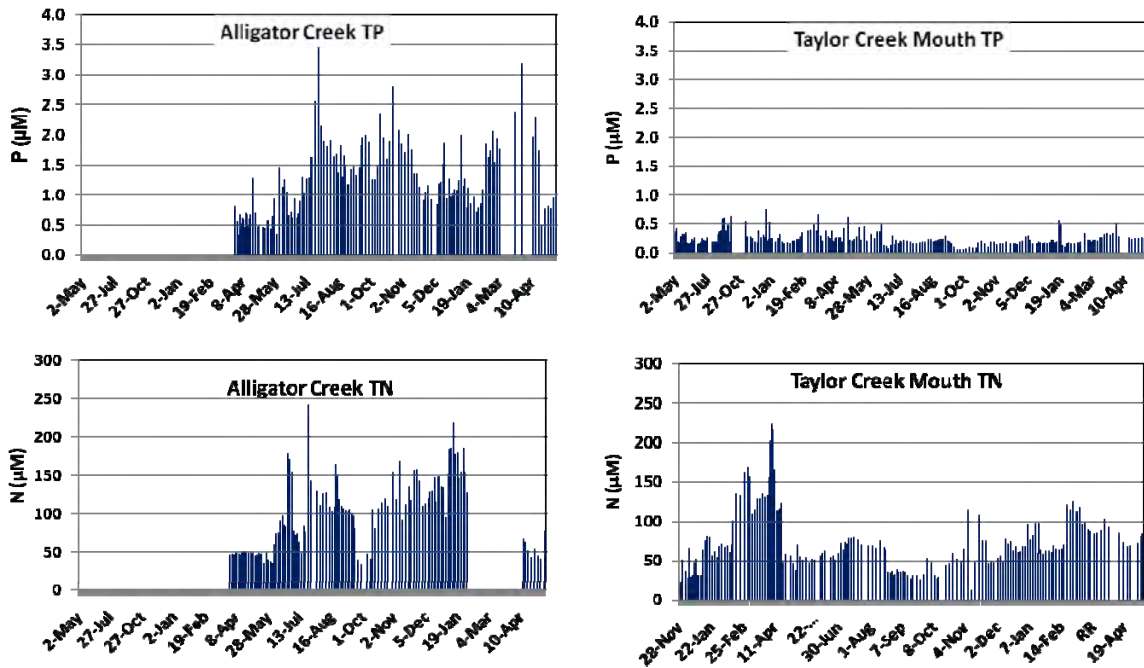 Alligator Creek TP
P (µM)
4.0
3.5
3.0
2.5
2.0
1.5
1.0
0.5
0.0
2-May
27-Jul
27-Oct
2-Jan
19-Feb
8-Apr
28-May
13-Jul
16-Aug
1-Oct
2-Nov
5-Dec
19-Jan
4-Mar
10-Apr
Taylor Creek Mouth TP
P (µM)
4.0
3.5
3.0
2.5
2.0
1.5
1.0
0.5
0.0
2-May
27-Jul
27-Oct
2-Jan
19-Feb
8-Apr
28-May
13-Jul
16-Aug
1-Oct
2-Nov
5-Dec
19-Jan
4-Mar
10-Apr
Alligator Creek TN
N (µM)
300
250
200
150
100
50
0
2-May
27-Jul
27-Oct
2-Jan
19-Feb
8-Apr
28-May
13-Jul
16-Aug
1-Oct
2-Nov
5-Dec
19-Jan
4-Mar
10-Apr
Taylor Creek Mouth TN
N (µM)
300
250
200
150
100
50
0
28-Nov
22-Jan
25-Feb
11-Apr
22-...
30-Jun
1-Aug
7-Sep
8-Oct
4-Nov
2-Dec
7-Jan
14-Feb
RR
19-Apr